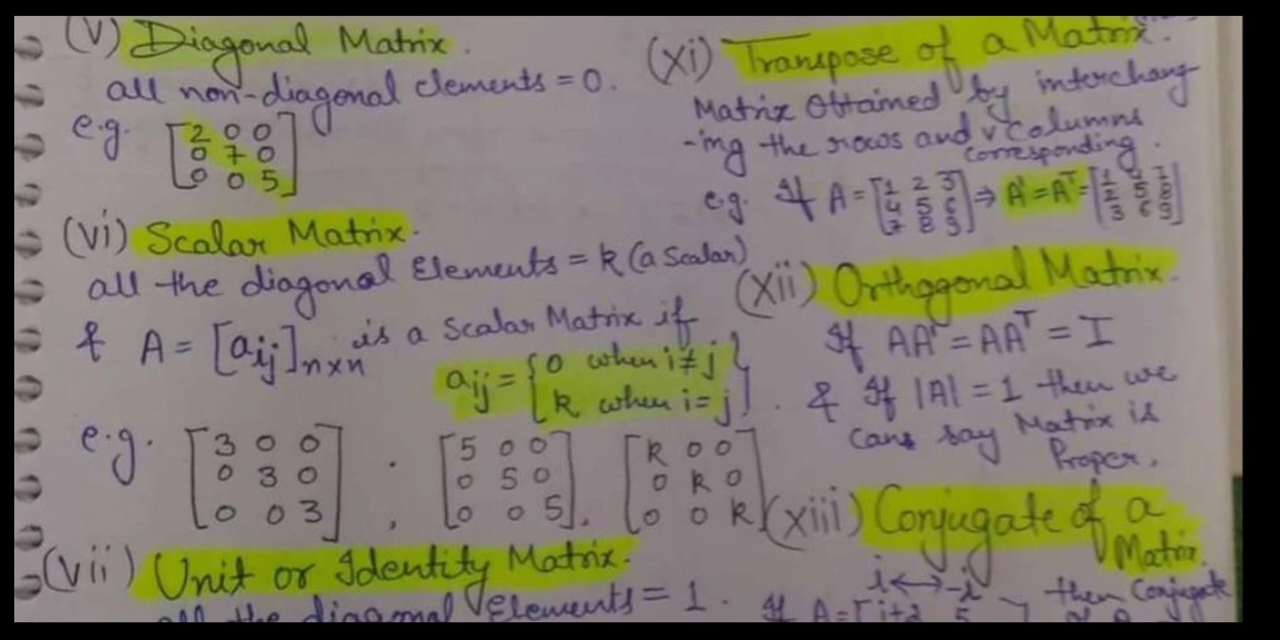 (V) Diagonal Matrix.
all non-diagonal elements = 0.
e.g. [2 0 0
0 7 0
0 0 5]
(vi) Scalar Matrix.
all the diagonal Elements = k (a Scalar)
& A = [aij]n×n is a Scalar Matrix if
aij = {0 when i≠j
k when i=j}.
e.g. [3 0 0
0 3 0
0 0 3] ; [5 0 0
0 5 0
0 0 5], [k 0 0
0 k 0
0 0 k]
(vii) Unit or Identity Matrix.
all the diagonal Elements = 1.
(xi) Transpose of a Matrix.
Matrix Obtained by interchang-
-ing the rows and v Columns
corresponding.
e.g. If A = [1 2 3
4 5 6
7 8 9] ⇒ A' = Aᵀ = [1 4 7
2 5 8
3 6 9]
(xii) Orthogonal Matrix.
If AA' = AAᵀ = I
& If |A| = 1 then we
can say Matrix is
Proper.
(xiii) Conjugate of a
Matrix.
i ↔ -i
If A = [i+2 5 then Conjugate